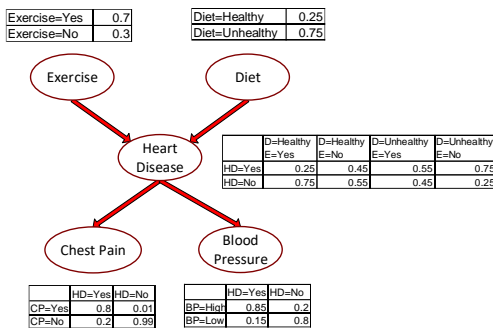 Exercise=Yes 0.7
Exercise=No 0.3
Diet=Healthy 0.25
Diet=Unhealthy 0.75
Exercise
Diet
Heart
Disease
D=Healthy D=Healthy D=Unhealthy D=Unhealthy
E=Yes E=No E=Yes E=No
HD=Yes 0.25 0.45 0.55 0.75
HD=No 0.75 0.55 0.45 0.25
Chest Pain
Blood
Pressure
HD=Yes HD=No
CP=Yes 0.8 0.01
CP=No 0.2 0.99
HD=Yes HD=No
BP=High 0.85 0.2
BP=Low 0.15 0.8